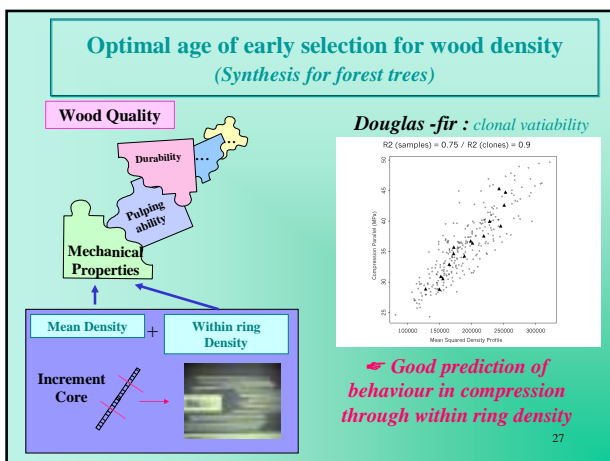 Optimal age of early selection for wood density
(Synthesis for forest trees)
Wood Quality
Durability
...
...
Pulping
ability
Mechanical
Properties
Mean Density
+
Within ring
Density
Increment
Core
Douglas -fir : clonal vatiability
R2 (samples) = 0.75 / R2 (clones) = 0.9
Compression Parallel (MPa)
50
45
40
35
30
25
100000 150000 200000 250000 300000
Mean Squared Density Profile
☛ Good prediction of
behaviour in compression
through within ring density
27